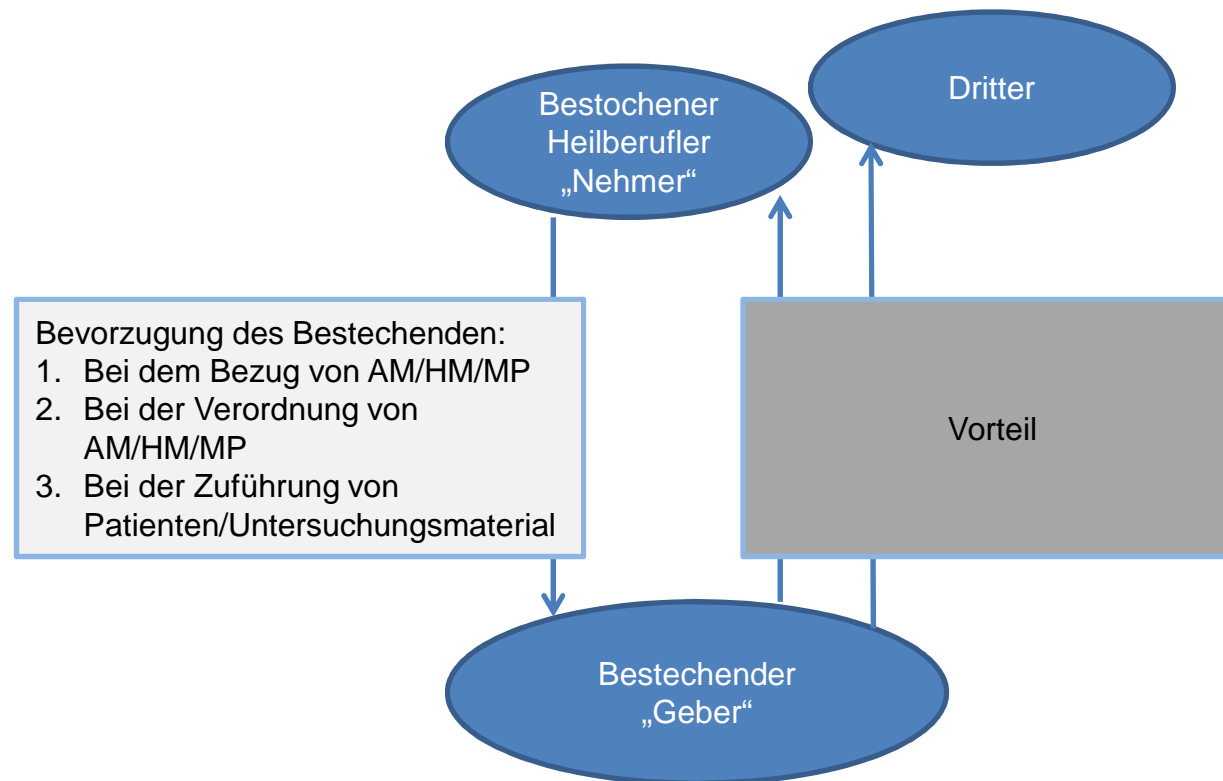 Dritter
Bestochener
Heilberufler
„Nehmer“
Bevorzugung des Bestechenden:
1. Bei dem Bezug von AM/HM/MP
2. Bei der Verordnung von
AM/HM/MP
3. Bei der Zuführung von
Patienten/Untersuchungsmaterial
Vorteil
Bestechender
„Geber“